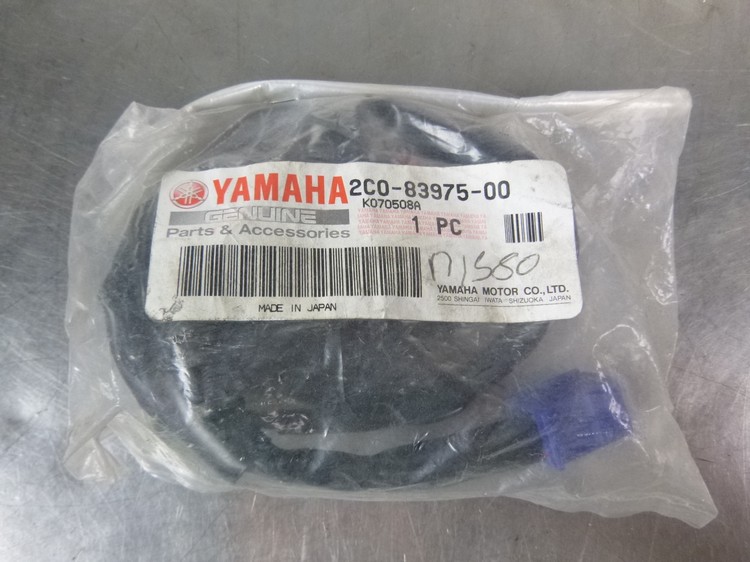 YAMAHA 2C0-83975-00
K070508A
GENUINE
Parts & Accessories
1 PC
YAMAHA MOTOR CO., LTD.
2500 SHINGAI IWATA SHIZUOKA JAPAN
MADE IN JAPAN